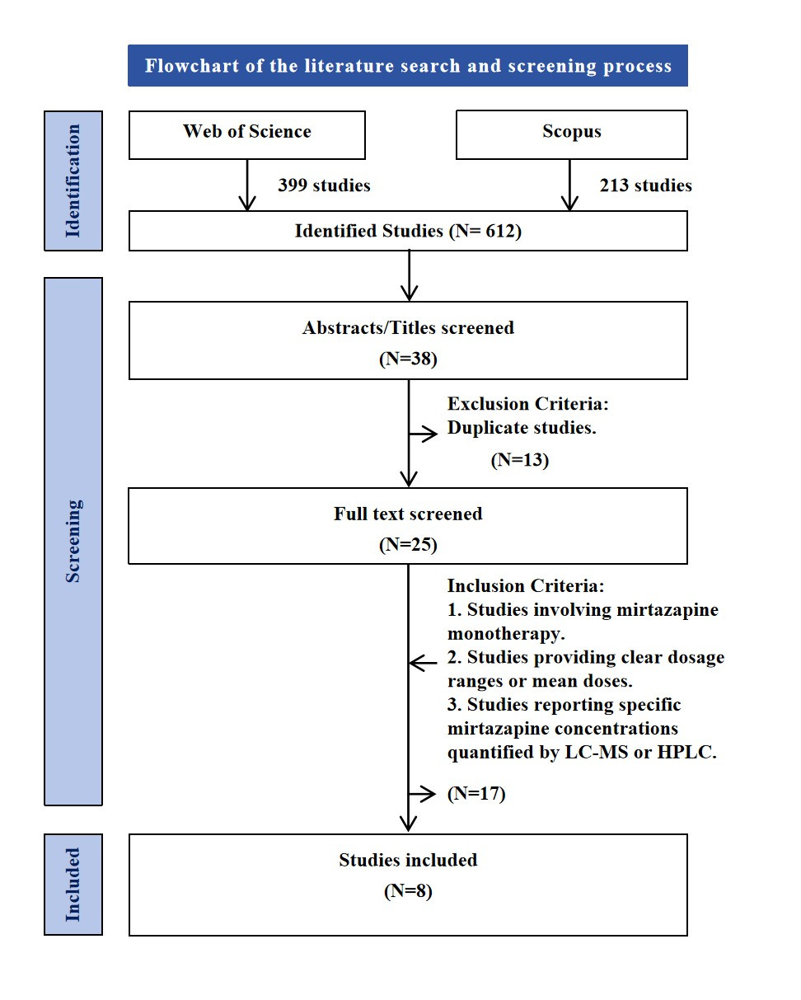 Flowchart of the literature search and screening process
Identification
Web of Science
Scopus
399 studies
213 studies
Identified Studies (N= 612)
Screening
Abstracts/Titles screened
(N=38)
Exclusion Criteria:
Duplicate studies.
(N=13)
Full text screened
(N=25)
Inclusion Criteria:
1. Studies involving mirtazapine
monotherapy.
2. Studies providing clear dosage
ranges or mean doses.
3. Studies reporting specific
mirtazapine concentrations
quantified by LC-MS or HPLC.
(N=17)
Included
Studies included
(N=8)